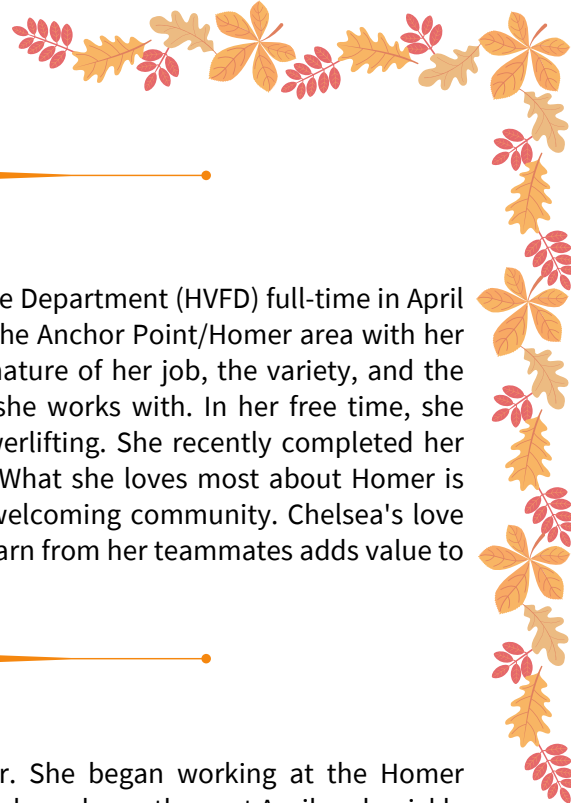 e Department (HVFD) full-time in April
he Anchor Point/Homer area with her
nature of her job, the variety, and the
she works with. In her free time, she
werlifting. She recently completed her
What she loves most about Homer is
welcoming community. Chelsea's love
arn from her teammates adds value to
r. She began working at the Homer